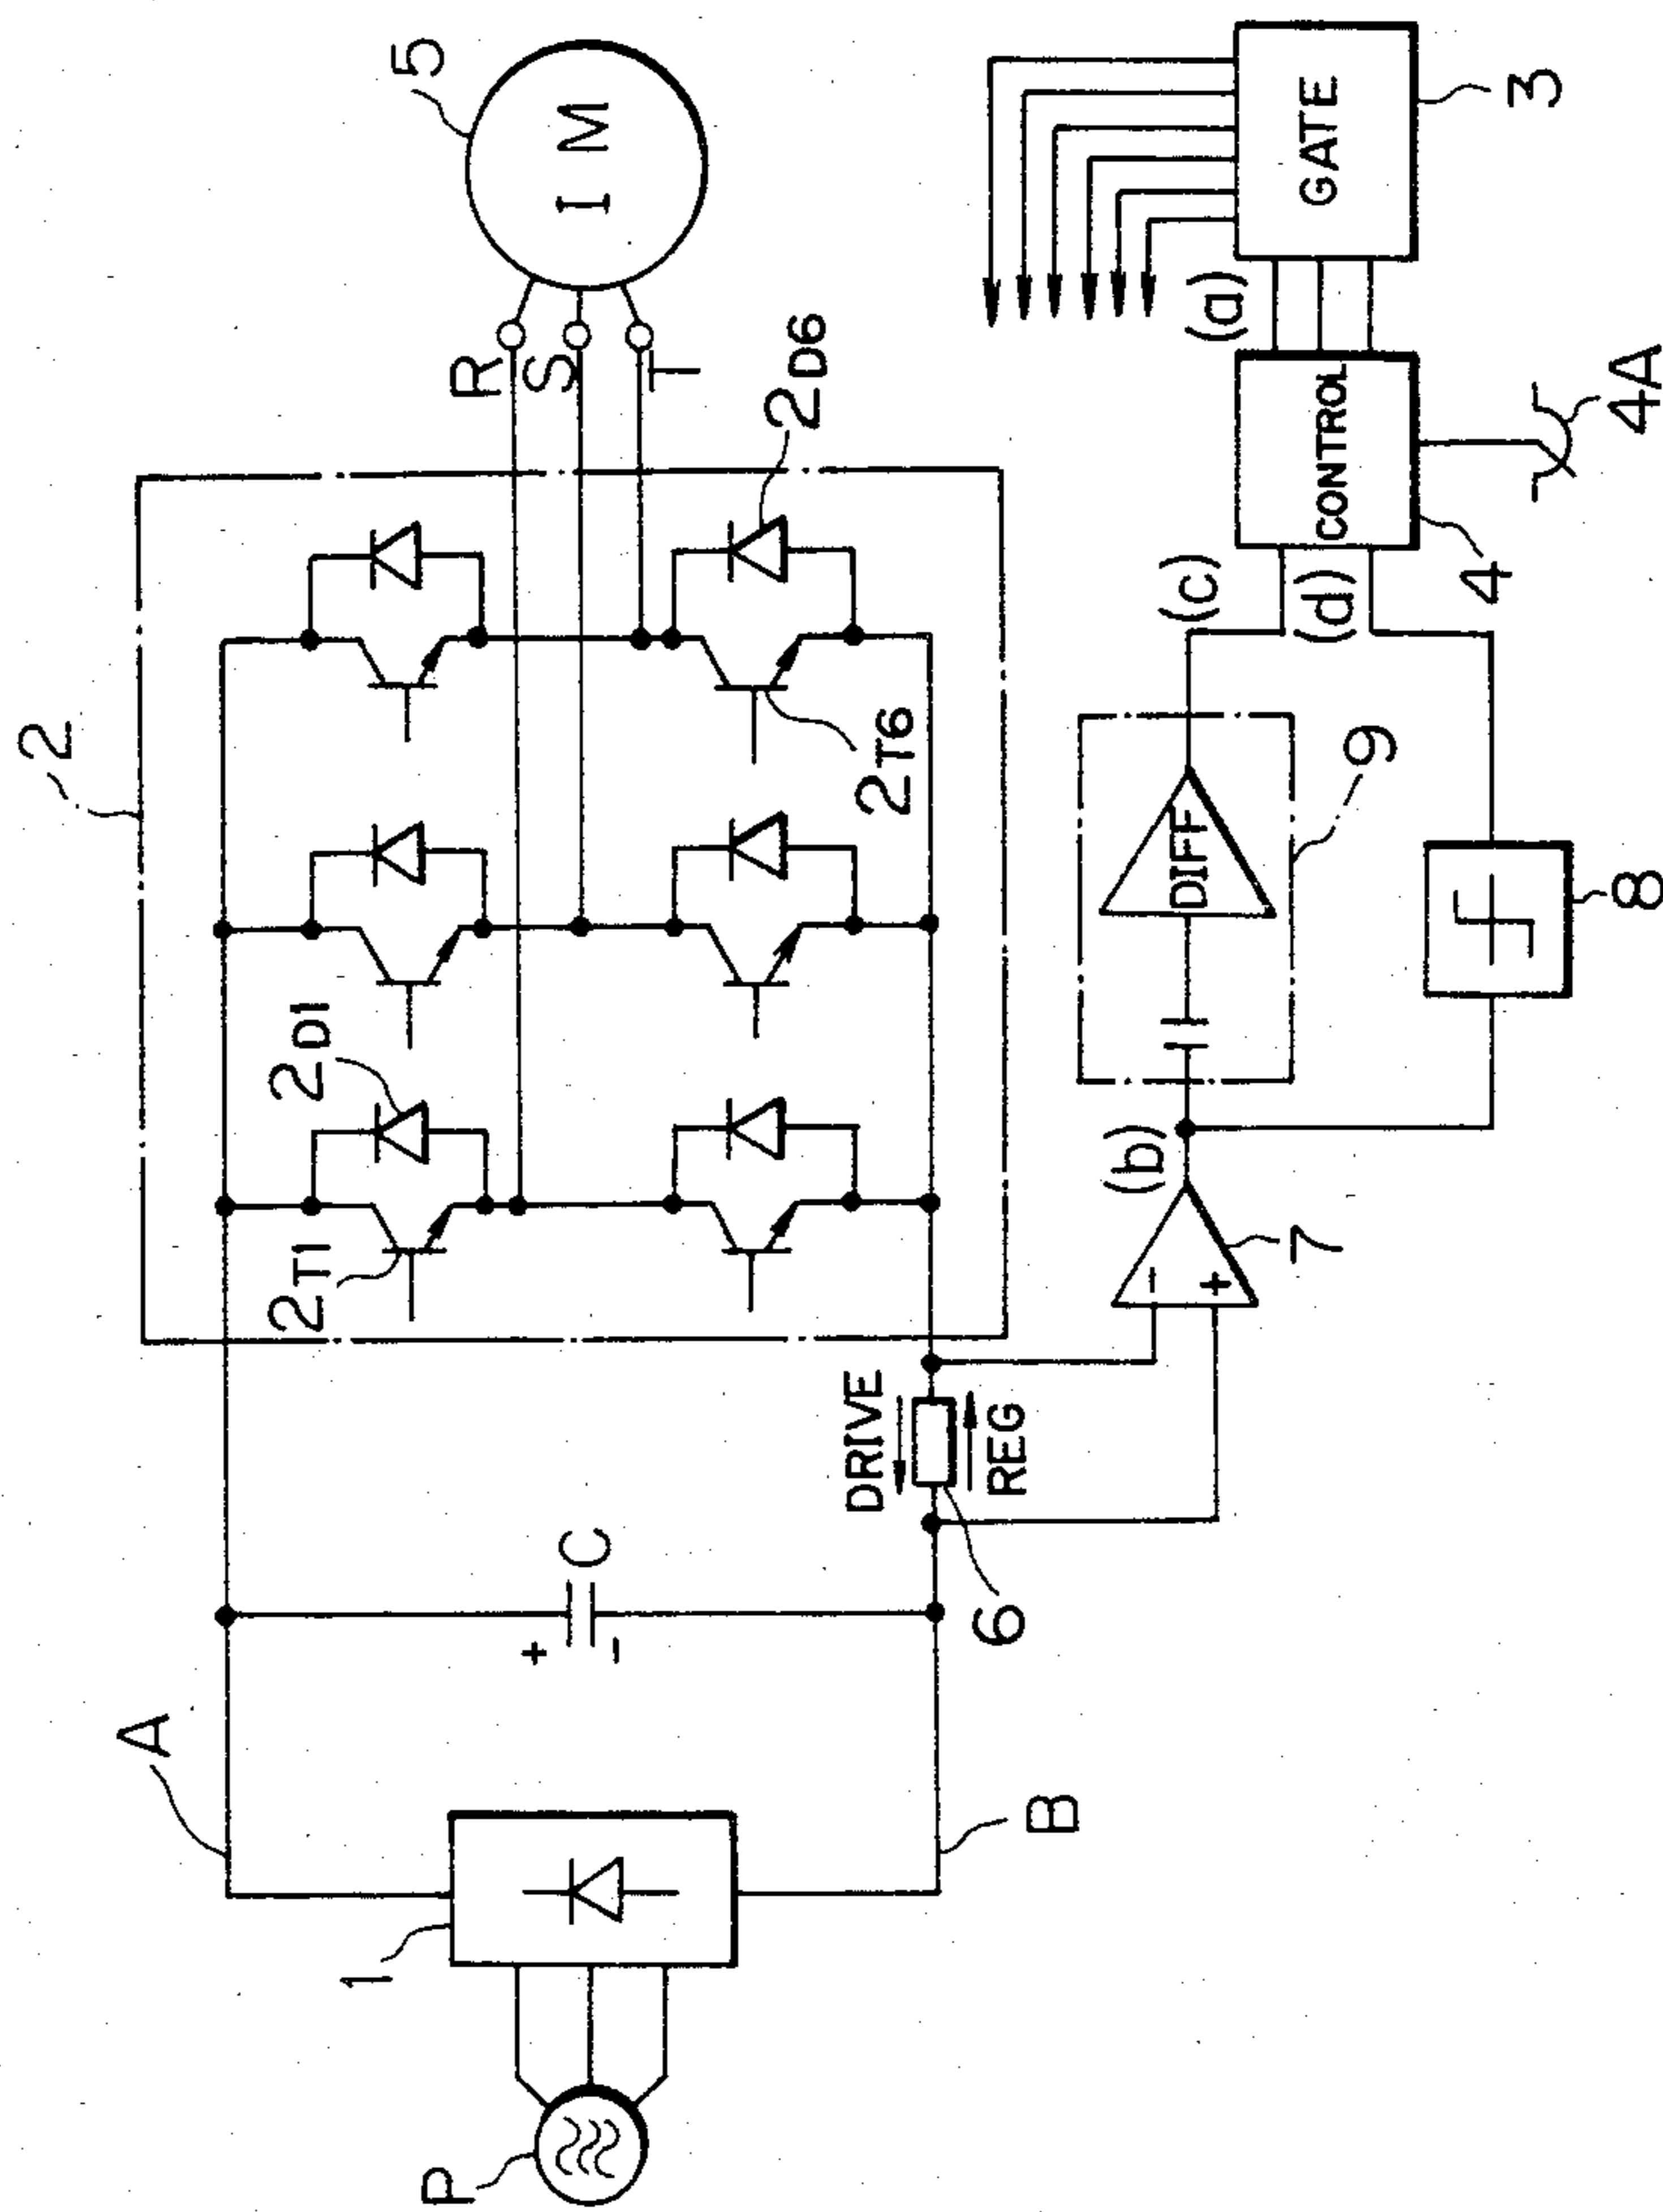 2
5
A
2T1
2D1
R
S
T
IM
1
P
+
C
-
2D6
2T6
DRIVE
REG
6
B
(b)
-
+
7
DIFF
9
8
(c)
(d)
CONTROL
4
4A
(a)
GATE
3